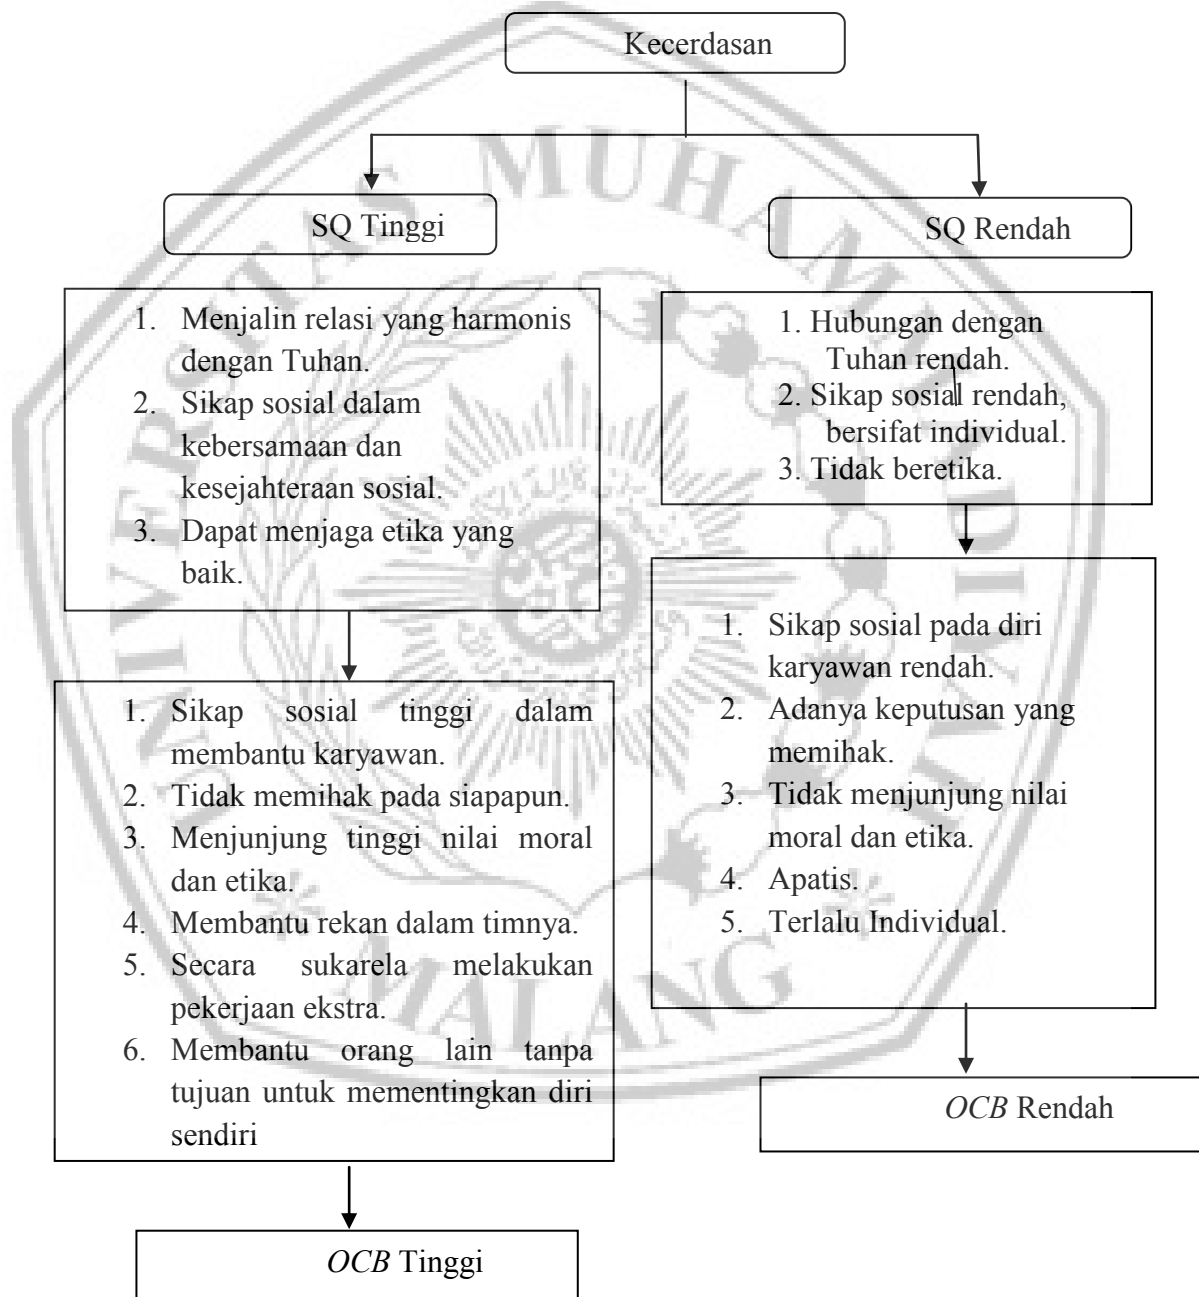 Kecerdasan
SQ Tinggi
SQ Rendah
1. Menjalin relasi yang harmonis
dengan Tuhan.
2. Sikap sosial dalam
kebersamaan dan
kesejahteraan sosial.
3. Dapat menjaga etika yang
baik.
1. Hubungan dengan
Tuhan rendah.
2. Sikap sosial rendah,
bersifat individual.
3. Tidak beretika.
1. Sikap sosial tinggi dalam
membantu karyawan.
2. Tidak memihak pada siapapun.
3. Menjunjung tinggi nilai moral
dan etika.
4. Membantu rekan dalam timnya.
5. Secara sukarela melakukan
pekerjaan ekstra.
6. Membantu orang lain tanpa
tujuan untuk mementingkan diri
sendiri
1. Sikap sosial pada diri
karyawan rendah.
2. Adanya keputusan yang
memihak.
3. Tidak menjunjung nilai
moral dan etika.
4. Apatis.
5. Terlalu Individual.
OCB Tinggi
OCB Rendah
UNIVERSITAS MUHAMMADIYAH
MALANG